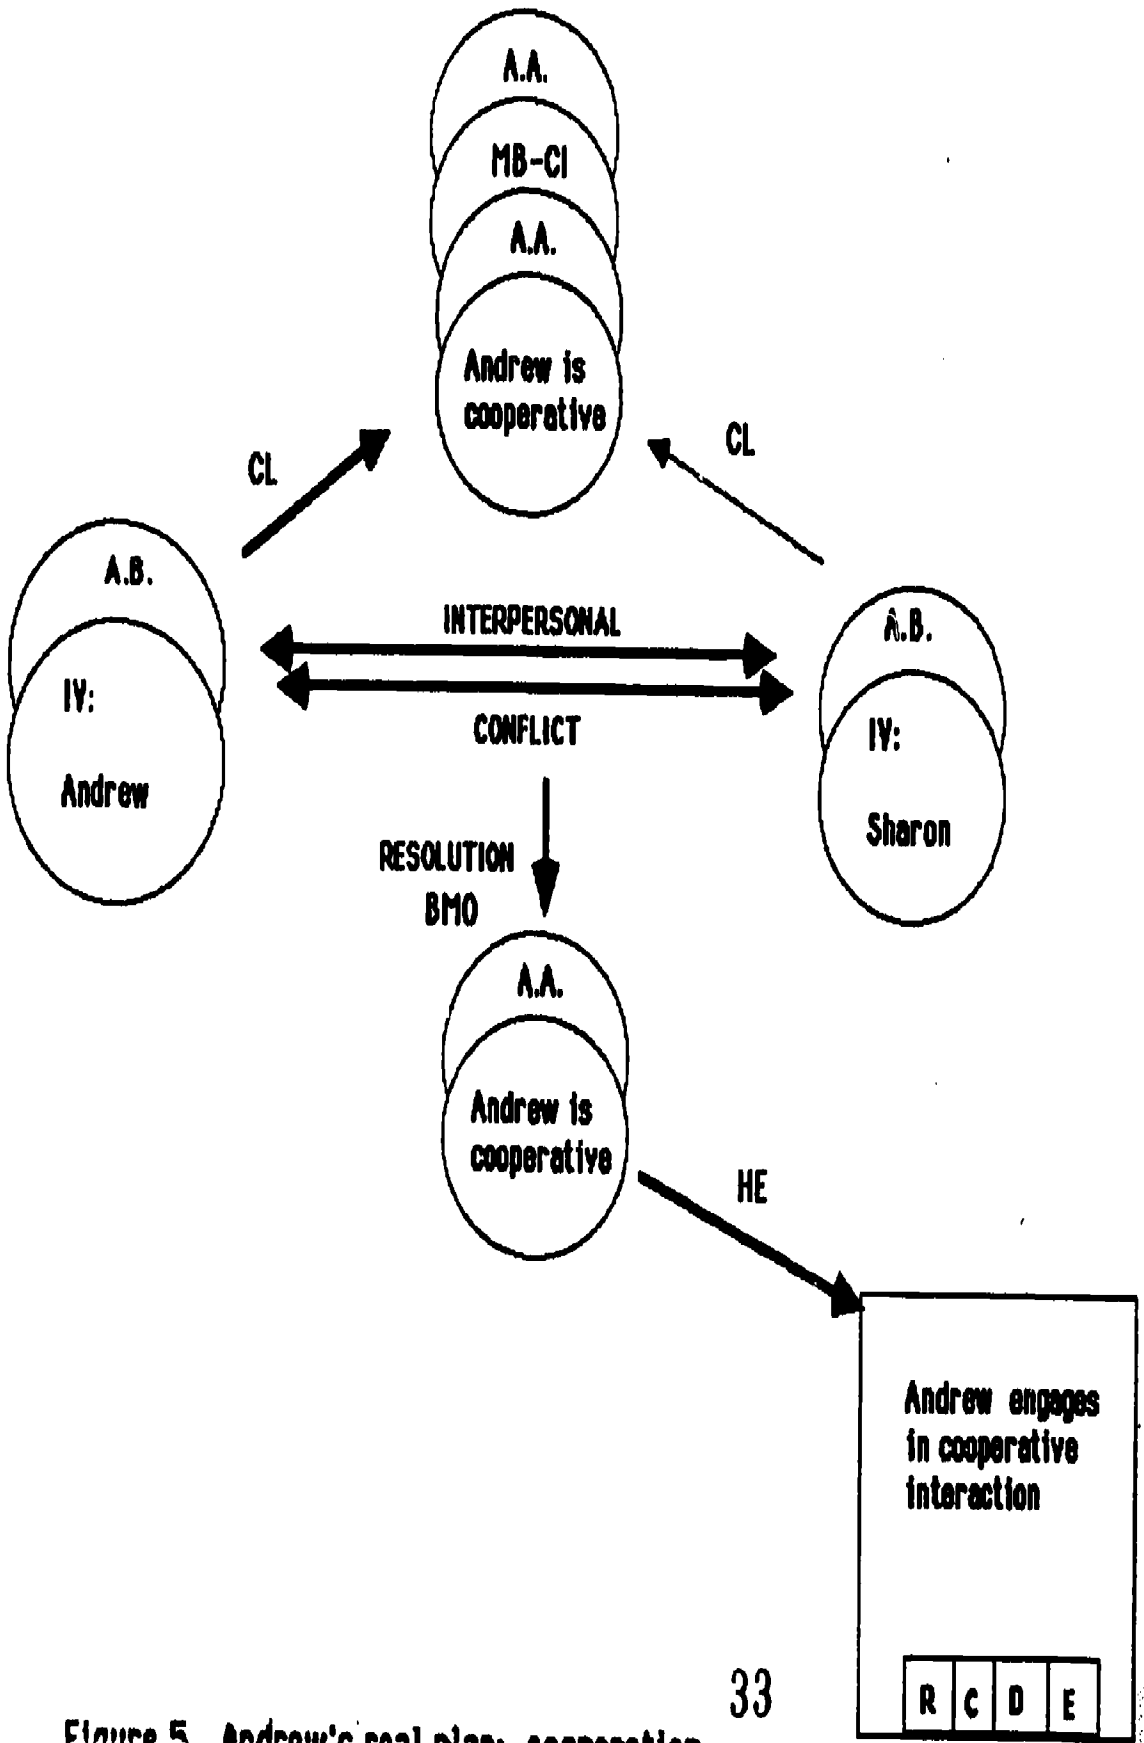 A.A.
MB-CI
A.A.
Andrew is
cooperative
CL
CL
A.B.
IV:
Andrew
INTERPERSONAL
CONFLICT
A.B.
IV:
Sharon
RESOLUTION
BMO
A.A.
Andrew is
cooperative
HE
Andrew engages
in cooperative
interaction
R C D E
33
Figure 5. Andrew's real plan: cooperation